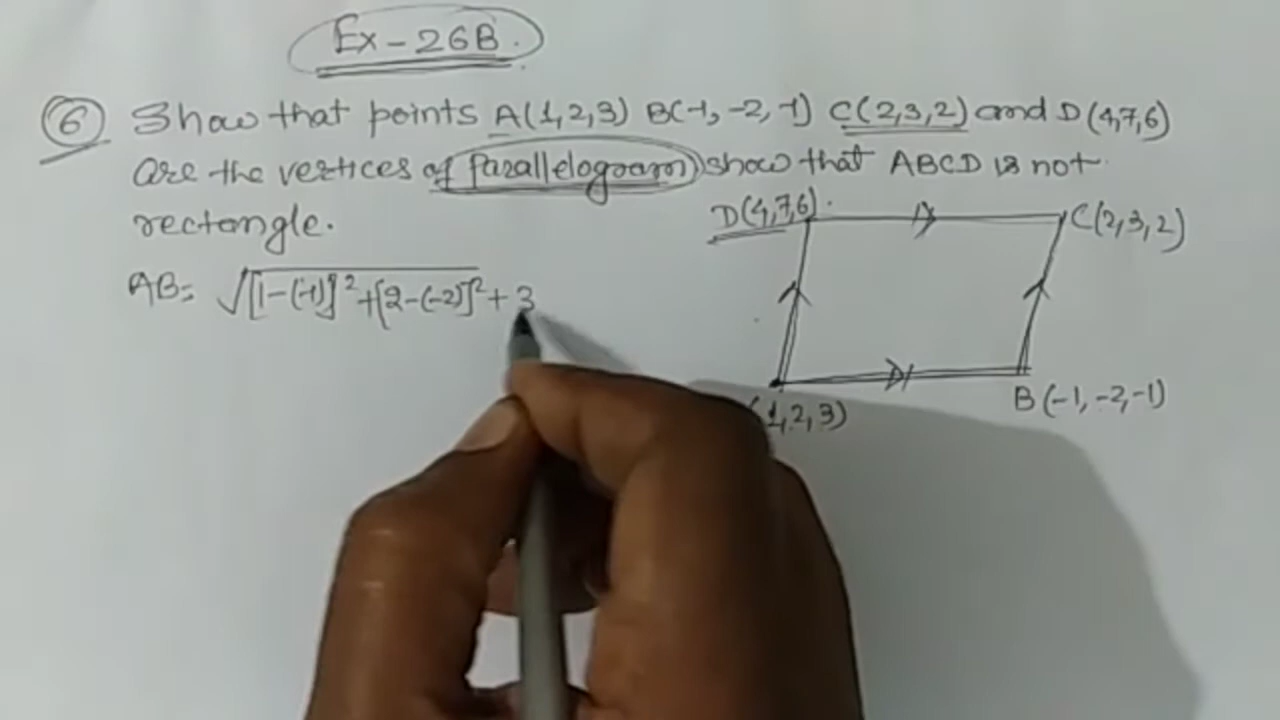 Ex-26B.
(6) Show that points A(1,2,3) B(-1, -2, -1) C(2,3,2) and D(4,7,6)
are the vertices of Parallelogram show that ABCD is not
rectangle.
D(4,7,6). C(2,3,2)
AB= √[1-(-1)]²+[2-(-2)]²+3
(1,2,3) B(-1,-2,-1)